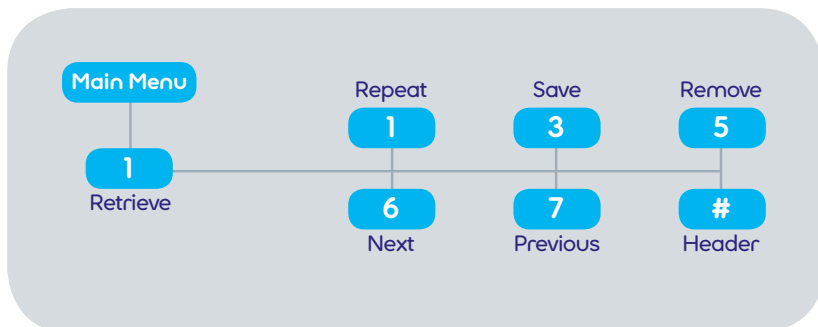 Main Menu
1
Retrieve
Repeat
1
Save
3
Remove
5
6
Next
7
Previous
#
Header